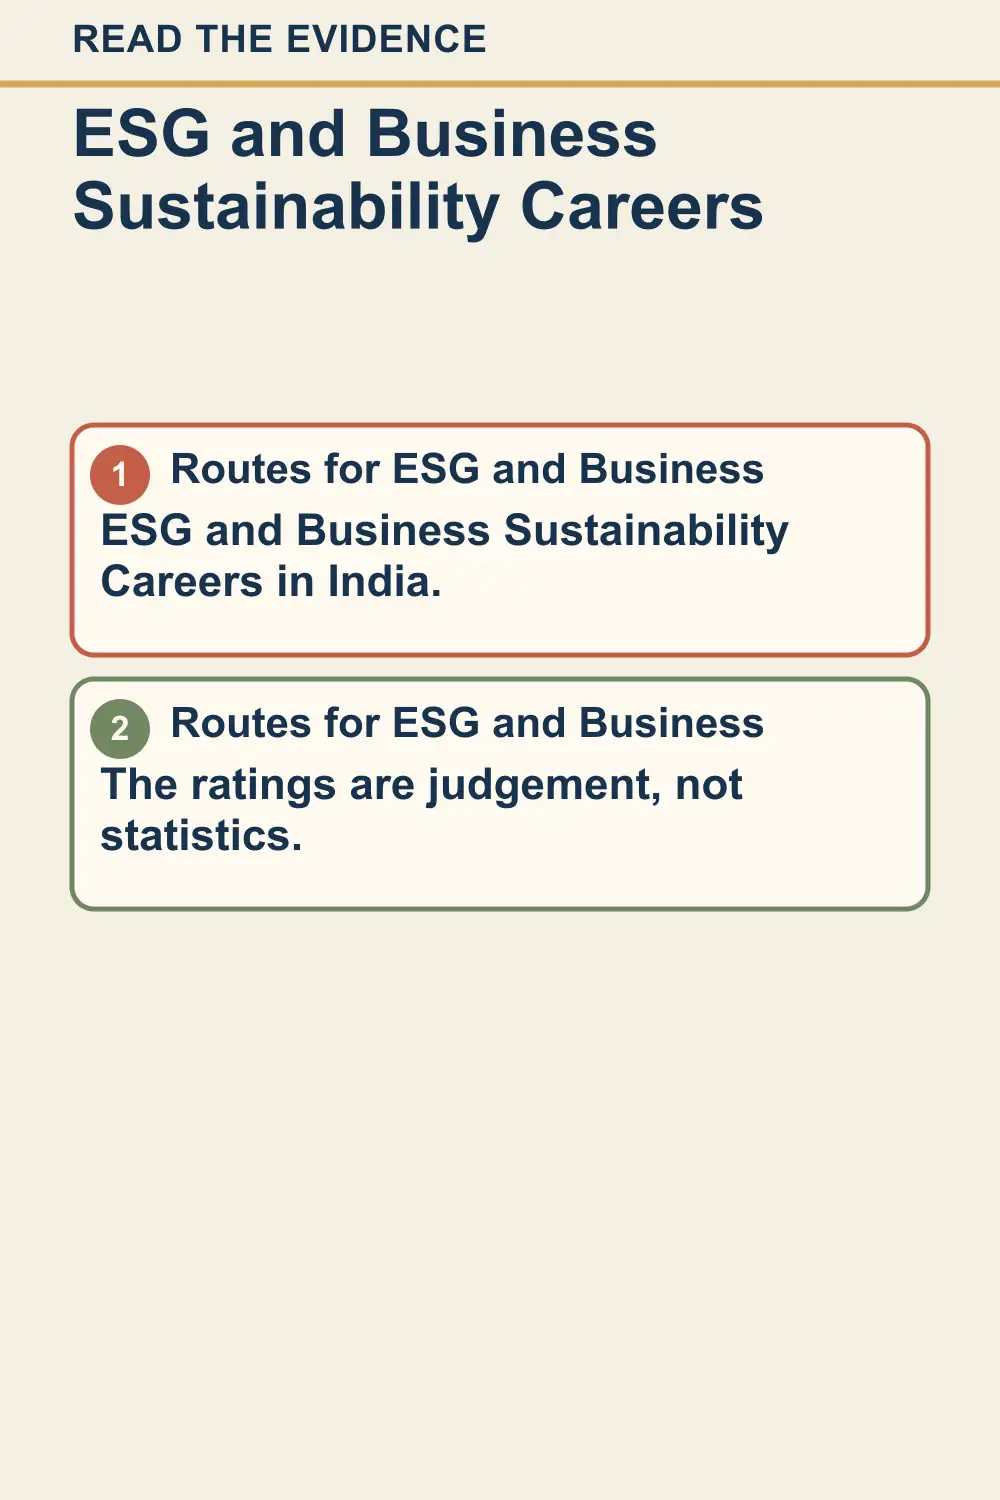 READ THE EVIDENCE
ESG and Business
Sustainability Careers
1
Routes for ESG and Business
ESG and Business Sustainability
Careers in India.
2
Routes for ESG and Business
The ratings are judgement, not
statistics.